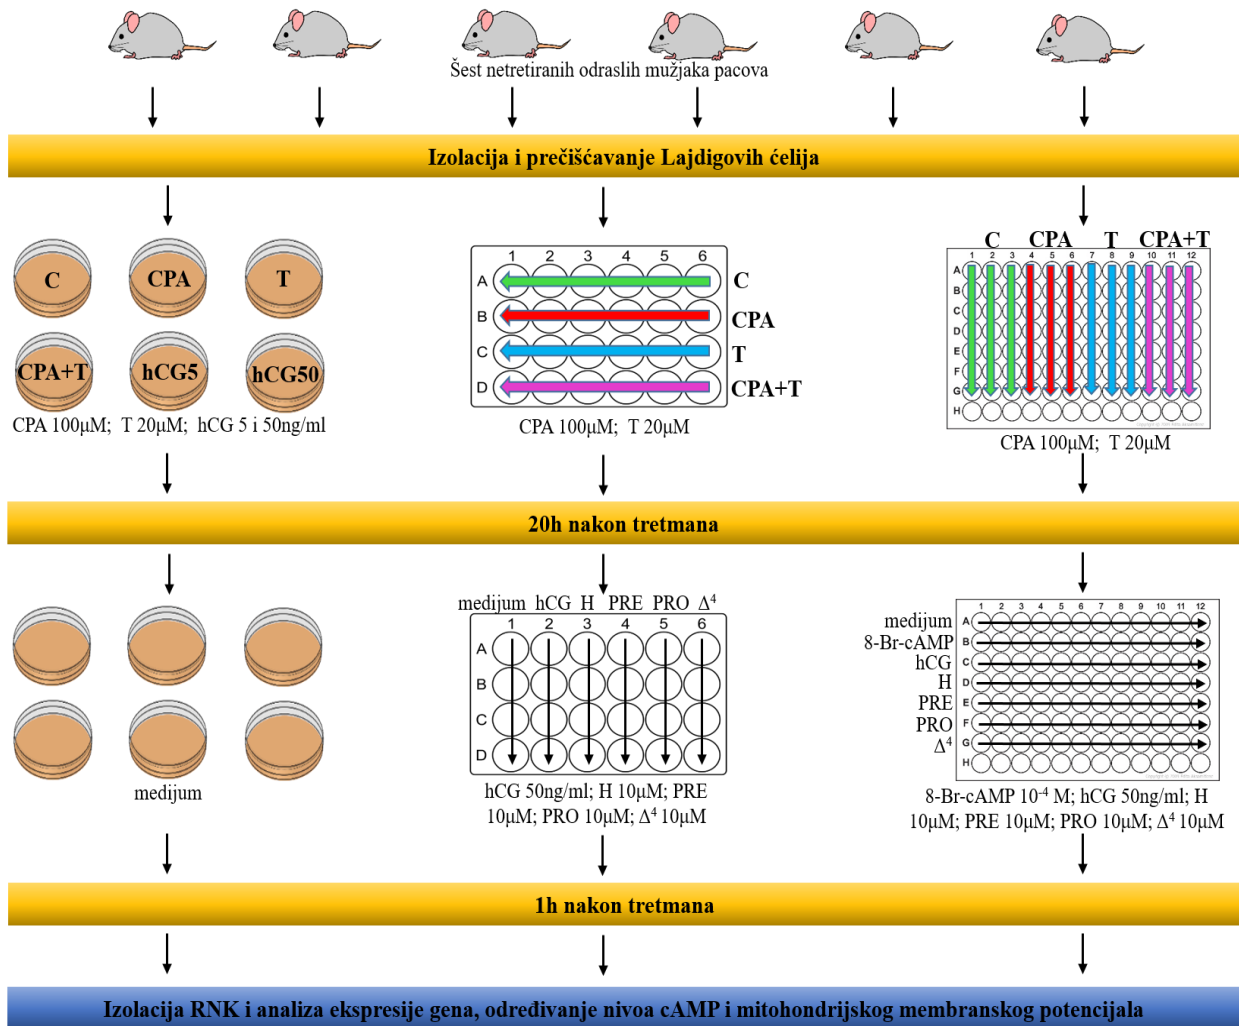 Šest netretiranih odraslih mužjaka pacova
Izolacija i prečišćavanje Lajdigovih ćelija
C
CPA
T
CPA+T
hCG5
hCG50
CPA 100μM; T 20μM; hCG 5 i 50ng/ml
1 2 3 4 5 6
A
B
C
D
C
CPA
T
CPA+T
CPA 100μM; T 20μM
C CPA T CPA+T
1 2 3 4 5 6 7 8 9 10 11 12
A
B
C
D
E
F
G
H
CPA 100μM; T 20μM
20h nakon tretmana
medijum
medijum hCG H PRE PRO Δ⁴
1 2 3 4 5 6
A
B
C
D
hCG 50ng/ml; H 10μM; PRE
10μM; PRO 10μM; Δ⁴ 10μM
1 2 3 4 5 6 7 8 9 10 11 12
medijum A
8-Br-cAMP B
hCG C
H D
PRE E
PRO F
Δ⁴ G
H
8-Br-cAMP 10⁻⁴ M; hCG 50ng/ml; H
10μM; PRE 10μM; PRO 10μM; Δ⁴ 10μM
1h nakon tretmana
Izolacija RNK i analiza ekspresije gena, određivanje nivoa cAMP i mitohondrijskog membranskog potencijala